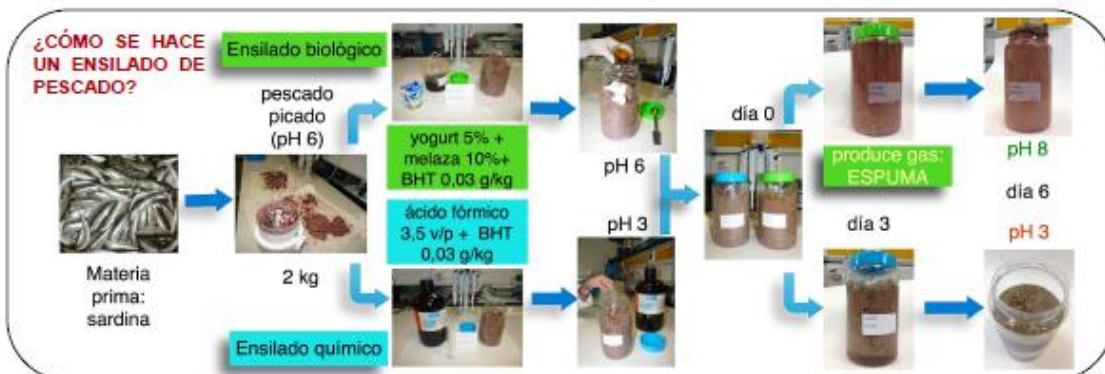 ¿CÓMO SE HACE
UN ENSILADO DE
PESCADO?
Ensilado biológico
pescado
picado
(pH 6)
Materia
prima:
sardina
2 kg
yogurt 5% +
melaza 10%+
BHT 0,03 g/kg
ácido fórmico
3,5 v/p + BHT
0,03 g/kg
Ensilado químico
pH 6
pH 3
día 0
produce gas:
ESPUMA
día 3
pH 8
día 6
pH 3